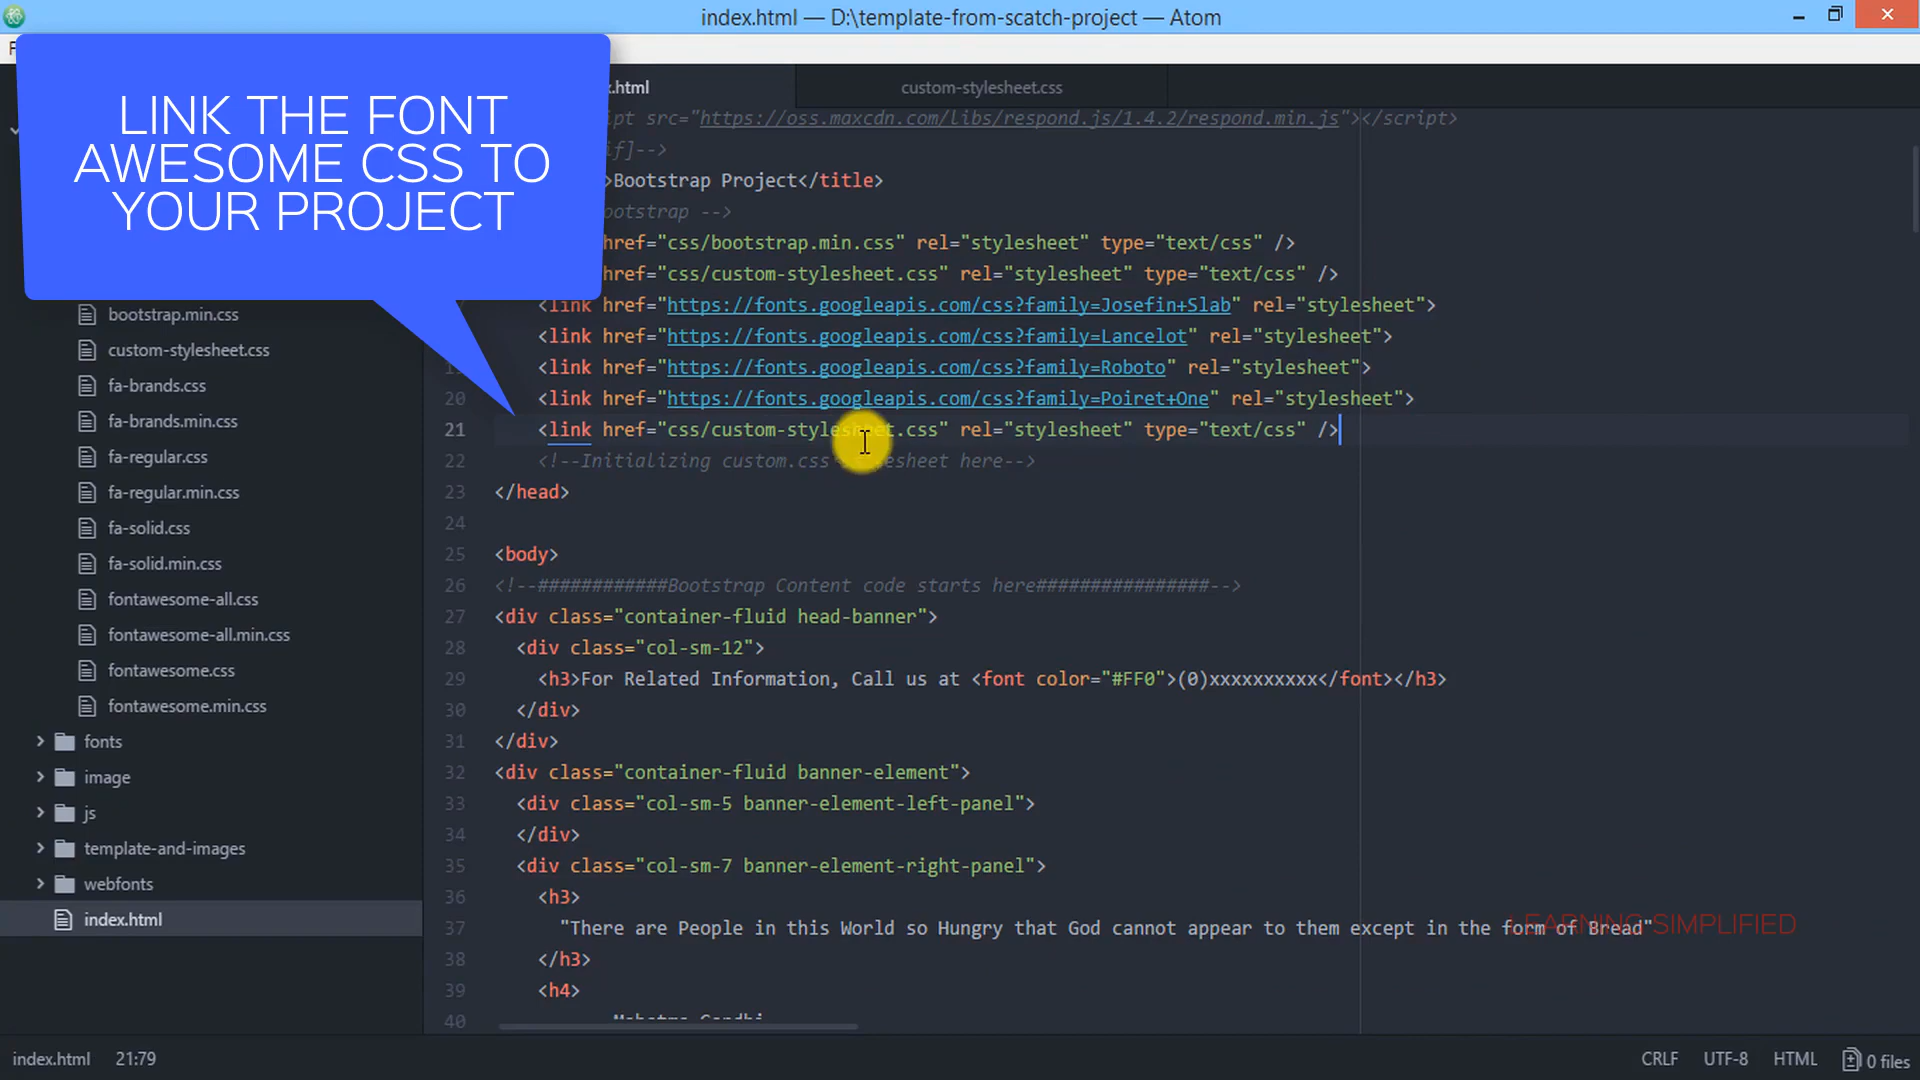 index.html — D:\template-from-scatch-project — Atom
F
LINK THE FONT
AWESOME CSS TO
YOUR PROJECT
.html
custom-stylesheet.css
ipt src="https://oss.maxcdn.com/libs/respond.js/1.4.2/respond.min.js"></script>
if]-->
>Bootstrap Project</title>
ootstrap -->
href="css/bootstrap.min.css" rel="stylesheet" type="text/css" />
href="css/custom-stylesheet.css" rel="stylesheet" type="text/css" />
<link href="https://fonts.googleapis.com/css?family=Josefin+Slab" rel="stylesheet">
<link href="https://fonts.googleapis.com/css?family=Lancelot" rel="stylesheet">
<link href="https://fonts.googleapis.com/css?family=Roboto" rel="stylesheet">
20 <link href="https://fonts.googleapis.com/css?family=Poiret+One" rel="stylesheet">
21 <link href="css/custom-stylesheet.css" rel="stylesheet" type="text/css" />
22 <!--Initializing custom.css stylesheet here-->
23 </head>
24
25 <body>
26 <!--############Bootstrap Content code starts here################-->
27 <div class="container-fluid head-banner">
28 <div class="col-sm-12">
29 <h3>For Related Information, Call us at <font color="#FF0">(0)xxxxxxxxxx</font></h3>
30 </div>
31 </div>
32 <div class="container-fluid banner-element">
33 <div class="col-sm-5 banner-element-left-panel">
34 </div>
35 <div class="col-sm-7 banner-element-right-panel">
36 <h3>
37 "There are People in this World so Hungry that God cannot appear to them except in the form of Bread"
38 </h3>
39 <h4>
40 Mahatma Gandhi
bootstrap.min.css
custom-stylesheet.css
fa-brands.css
fa-brands.min.css
fa-regular.css
fa-regular.min.css
fa-solid.css
fa-solid.min.css
fontawesome-all.css
fontawesome-all.min.css
fontawesome.css
fontawesome.min.css
fonts
image
js
template-and-images
webfonts
index.html
LEARNING SIMPLIFIED
index.html 21:79
CRLF UTF-8 HTML 0 files